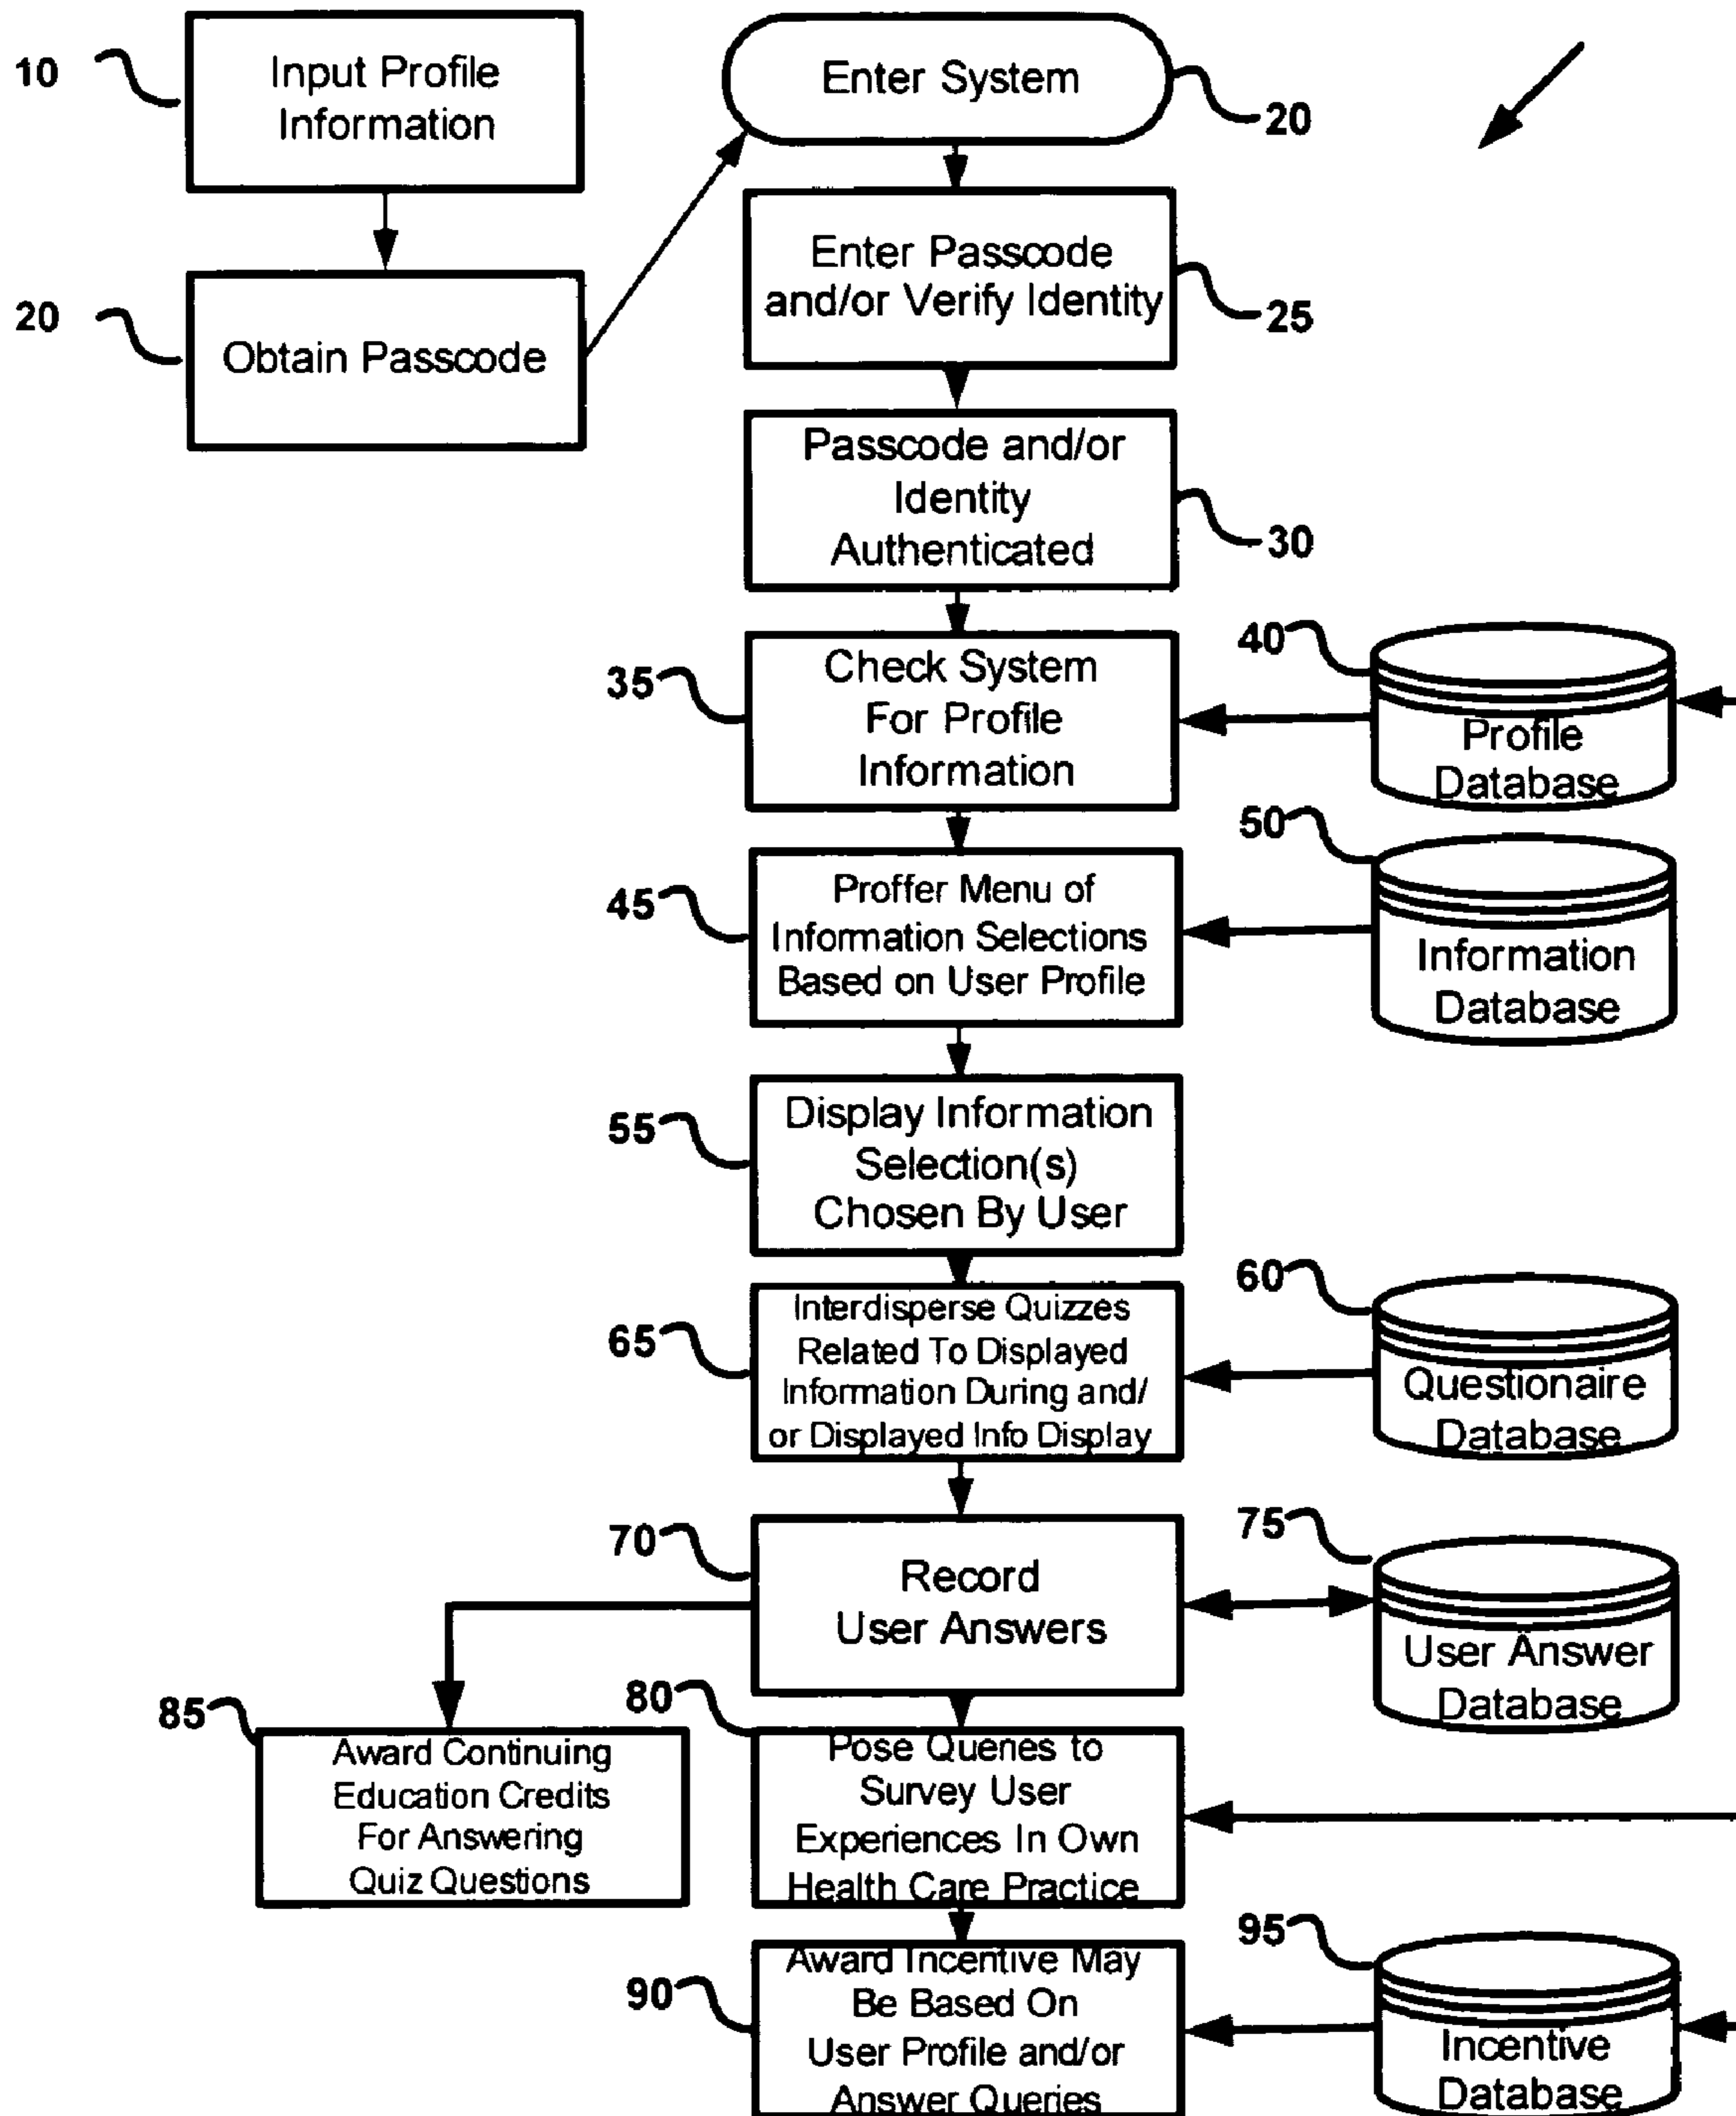 10
Input Profile
Information
Enter System
20
20
Obtain Passcode
Enter Passcode
and/or Verify Identity
25
Passcode and/or
Identity
Authenticated
30
35
Check System
For Profile
Information
40
Profile
Database
45
Proffer Menu of
Information Selections
Based on User Profile
50
Information
Database
55
Display Information
Selection(s)
Chosen By User
65
Interdisperse Quizzes
Related To Displayed
Information During and/
or Displayed Info Display
60
Questionaire
Database
70
Record
User Answers
75
User Answer
Database
85
Award Continuing
Education Credits
For Answering
Quiz Questions
80
Pose Queries to
Survey User
Experiences In Own
Health Care Practice
90
Award Incentive May
Be Based On
User Profile and/or
Answer Queries
95
Incentive
Database